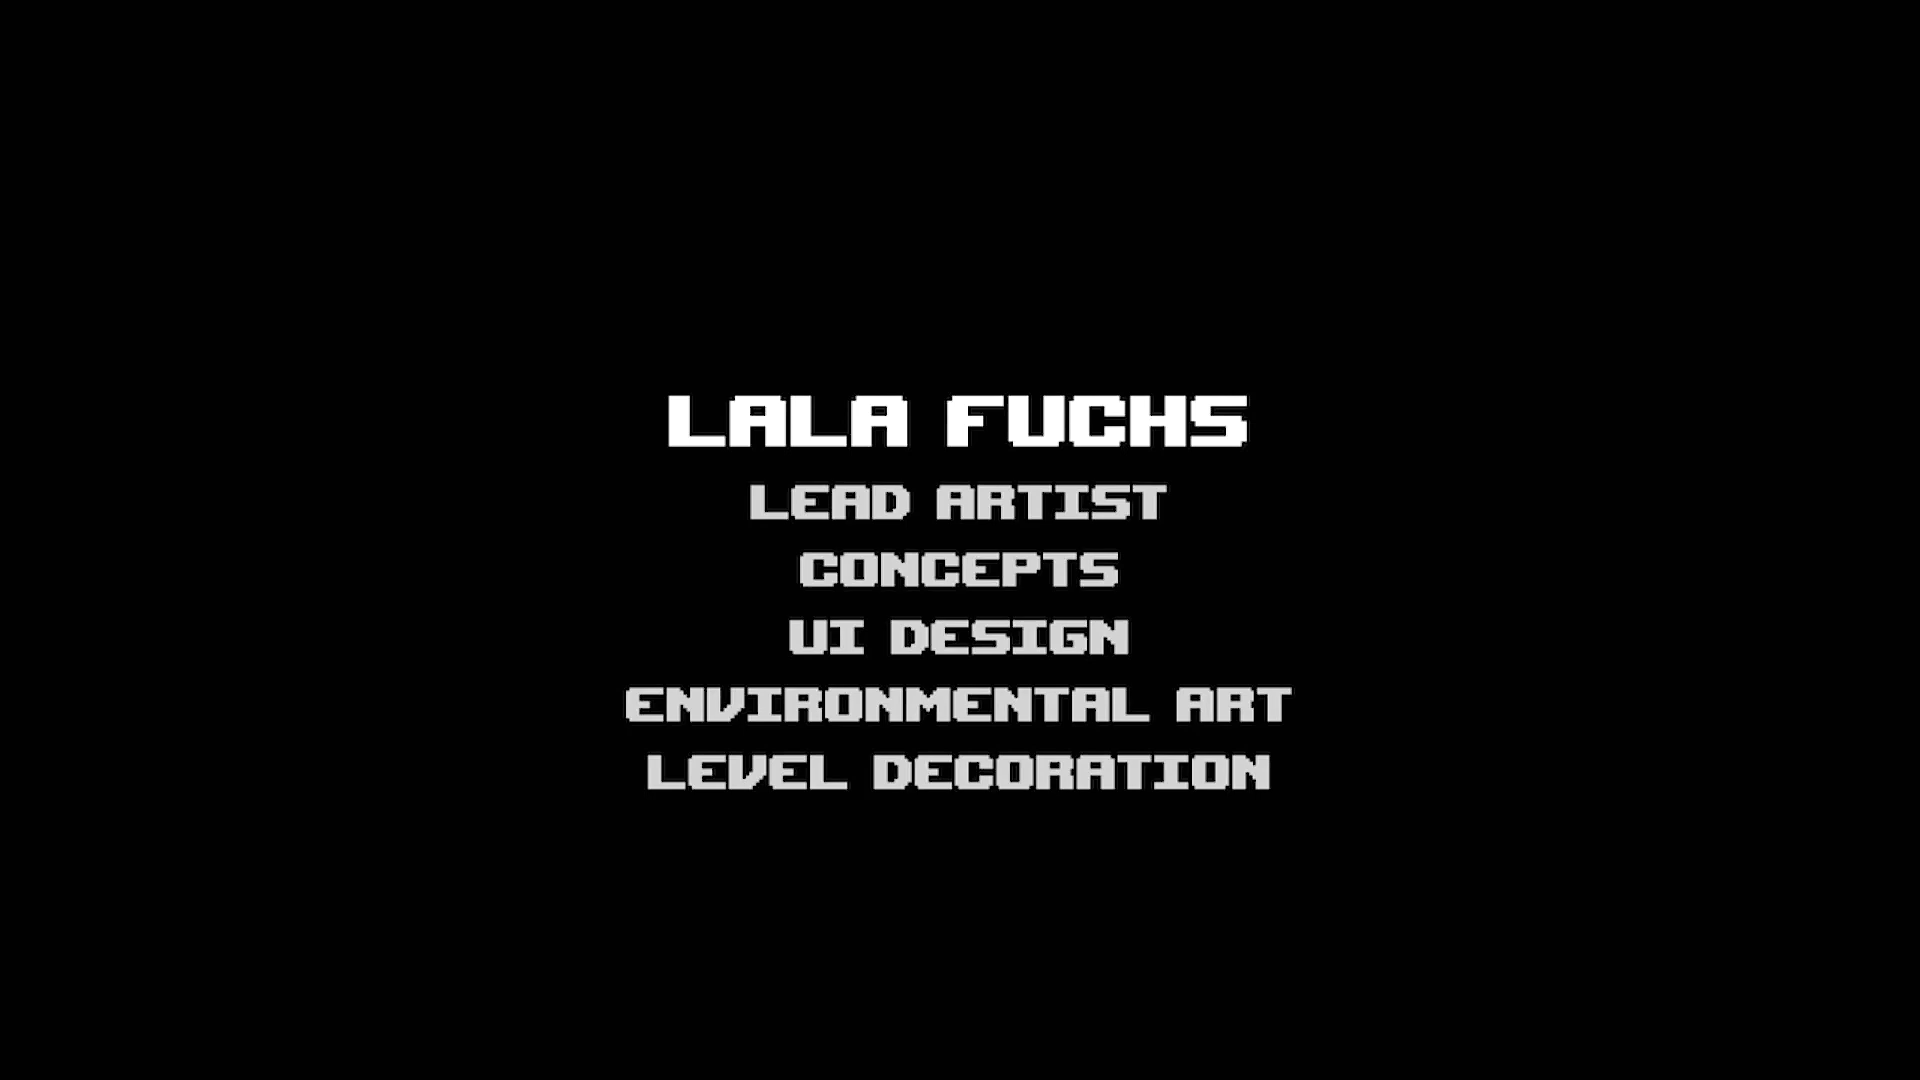 LALA FUCHS
LEAD ARTIST
CONCEPTS
UI DESIGN
ENVIRONMENTAL ART
LEVEL DECORATION